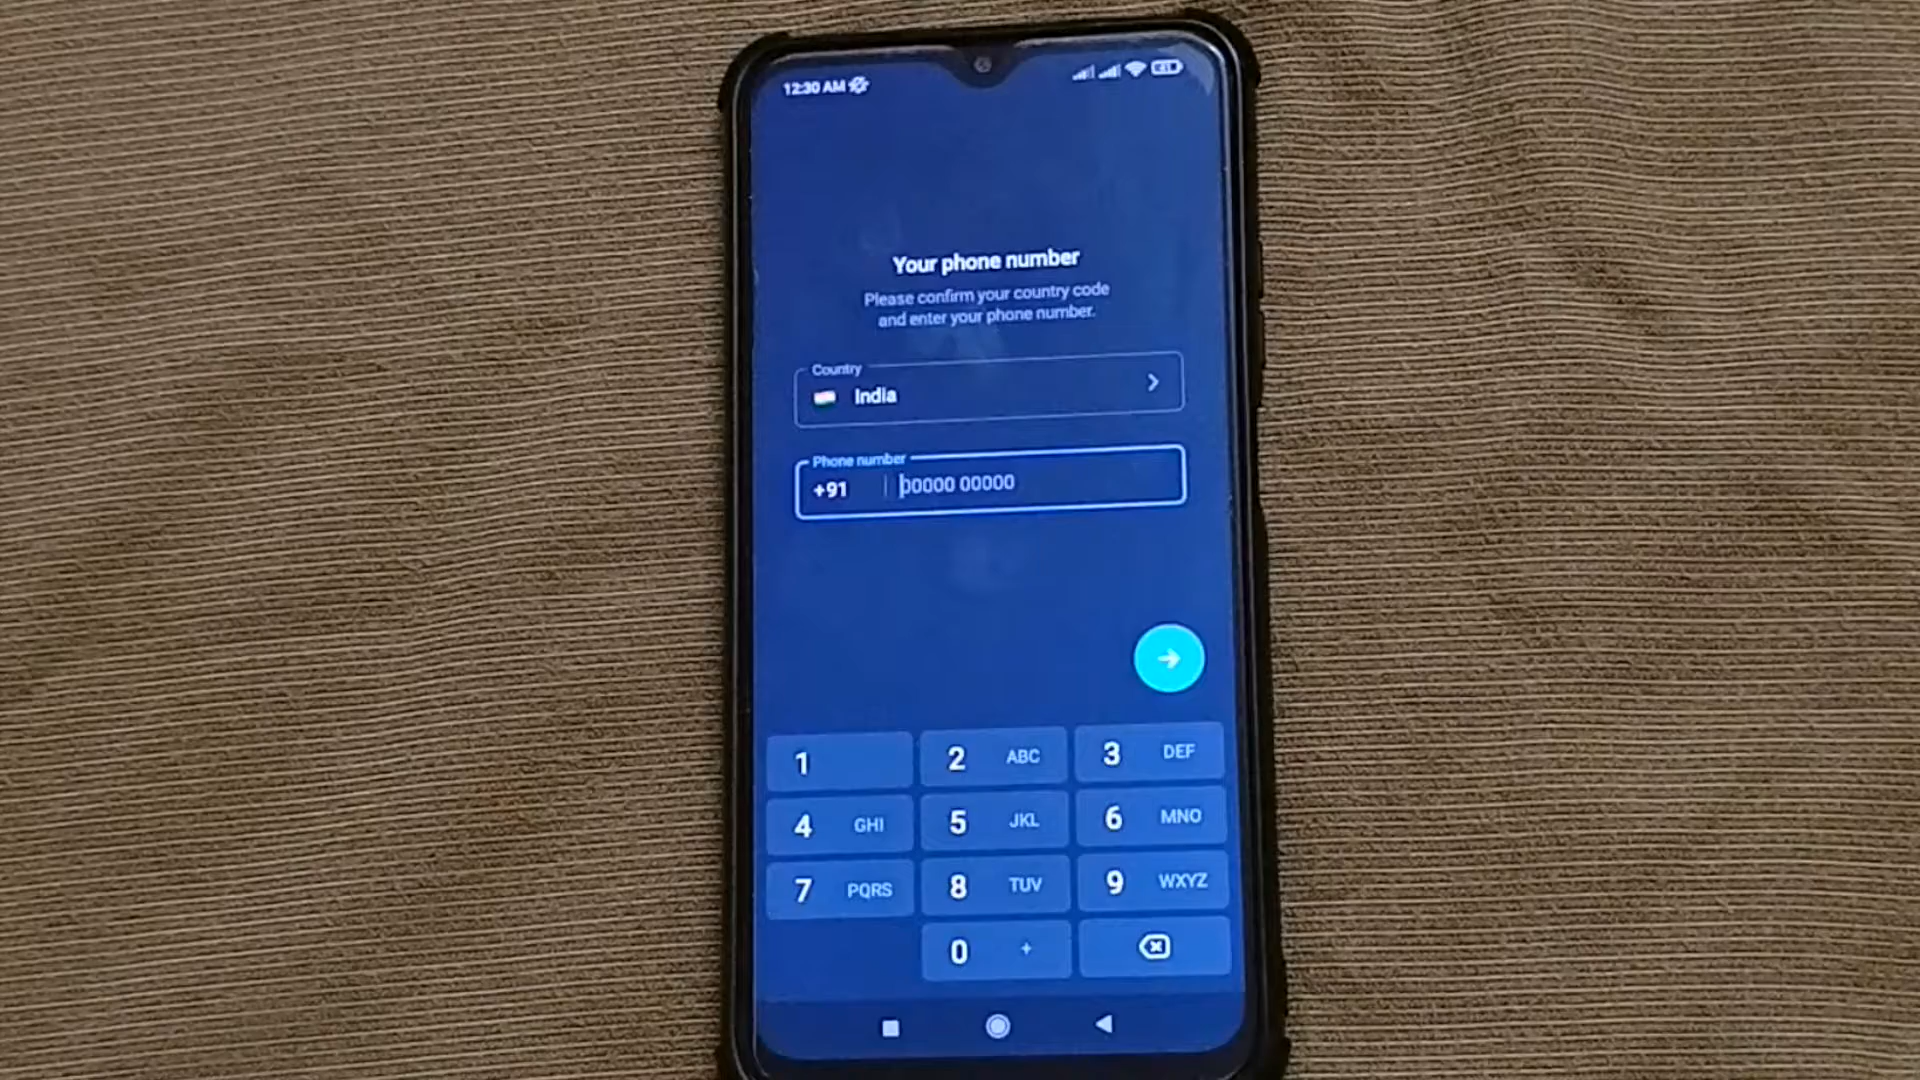 12:30 AM
Your phone number
Please confirm your country code
and enter your phone number.
Country
India
Phone number
+91 00000 00000
1
2 ABC
3 DEF
4 GHI
5 JKL
6 MNO
7 PQRS
8 TUV
9 WXYZ
0 +